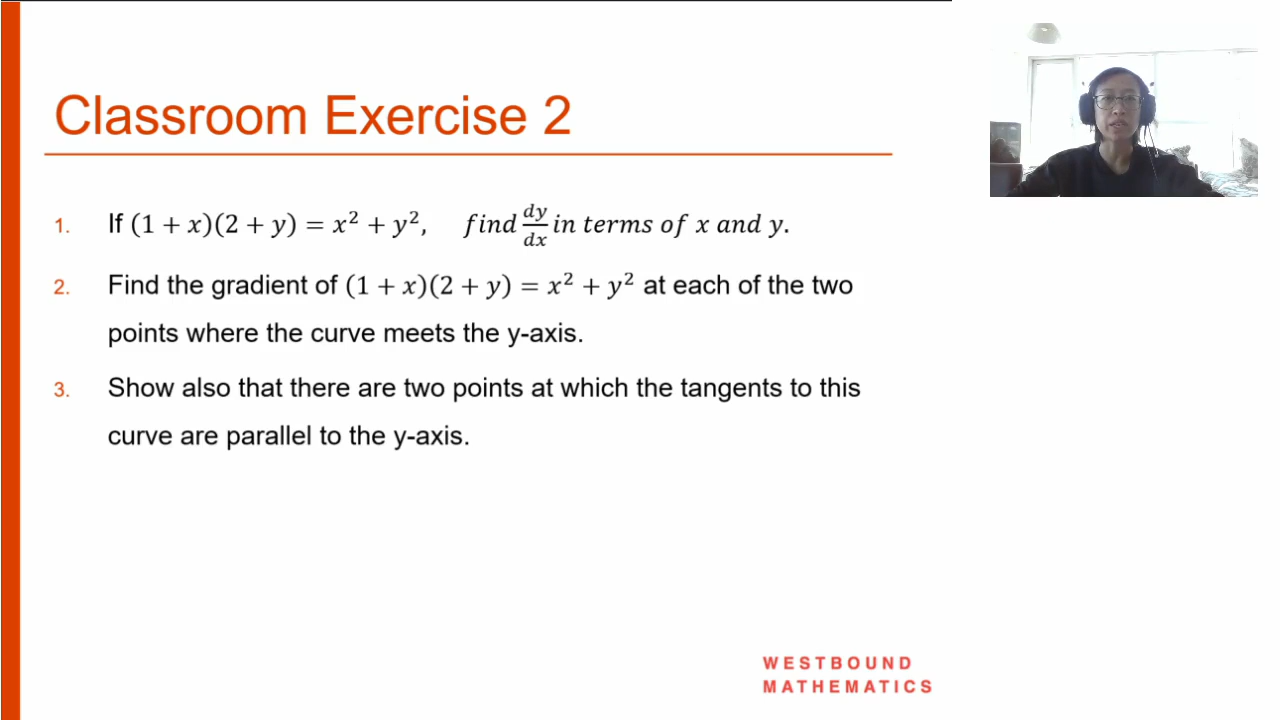 Classroom Exercise 2
1. If (1 + x)(2 + y) = x² + y², find dy/dx in terms of x and y.
2. Find the gradient of (1 + x)(2 + y) = x² + y² at each of the two
points where the curve meets the y-axis.
3. Show also that there are two points at which the tangents to this
curve are parallel to the y-axis.
WESTBOUND
MATHEMATICS